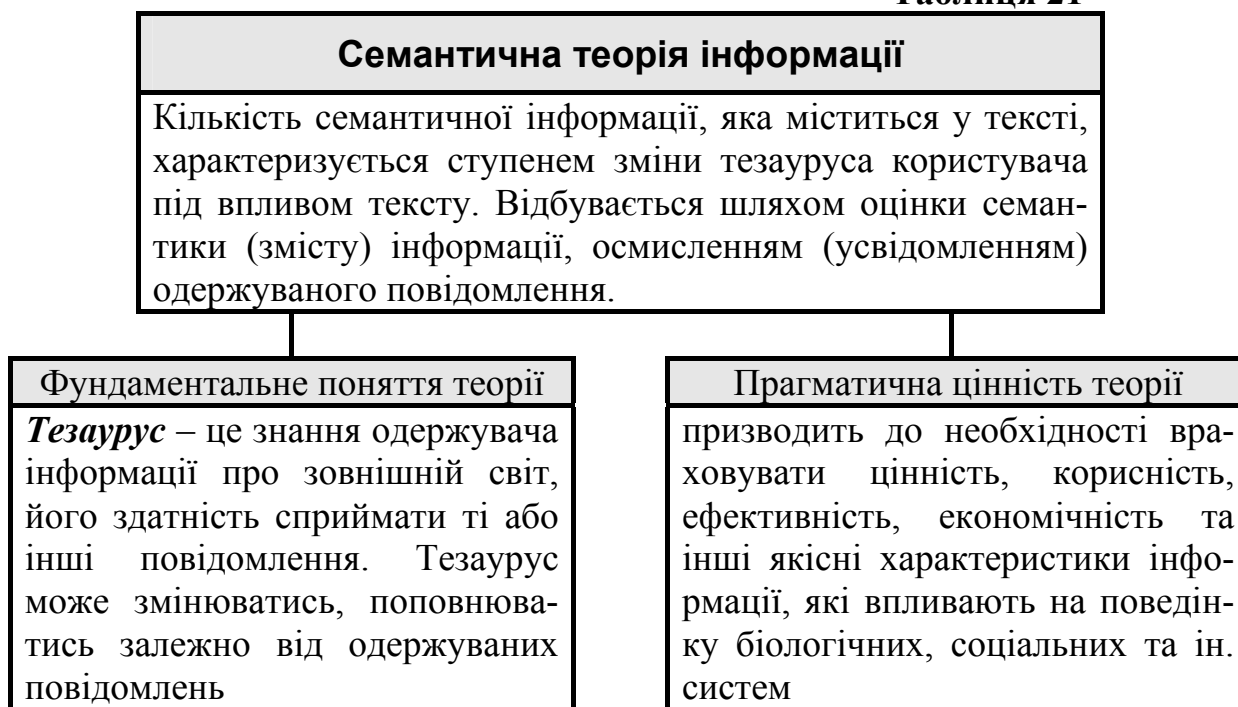 Таблиця 21
Семантична теорія інформації
Кількість семантичної інформації, яка міститься у тексті,
характеризується ступенем зміни тезауруса користувача
під впливом тексту. Відбувається шляхом оцінки семан-
тики (змісту) інформації, осмисленням (усвідомленням)
одержуваного повідомлення.
Фундаментальне поняття теорії
Тезаурус – це знання одержувача
інформації про зовнішній світ,
його здатність сприймати ті або
інші повідомлення. Тезаурус
може змінюватись, поповнюва-
тись залежно від одержуваних
повідомлень
Прагматична цінність теорії
призводить до необхідності вра-
ховувати цінність, корисність,
ефективність, економічність та
інші якісні характеристики інфо-
рмації, які впливають на поведін-
ку біологічних, соціальних та ін.
систем